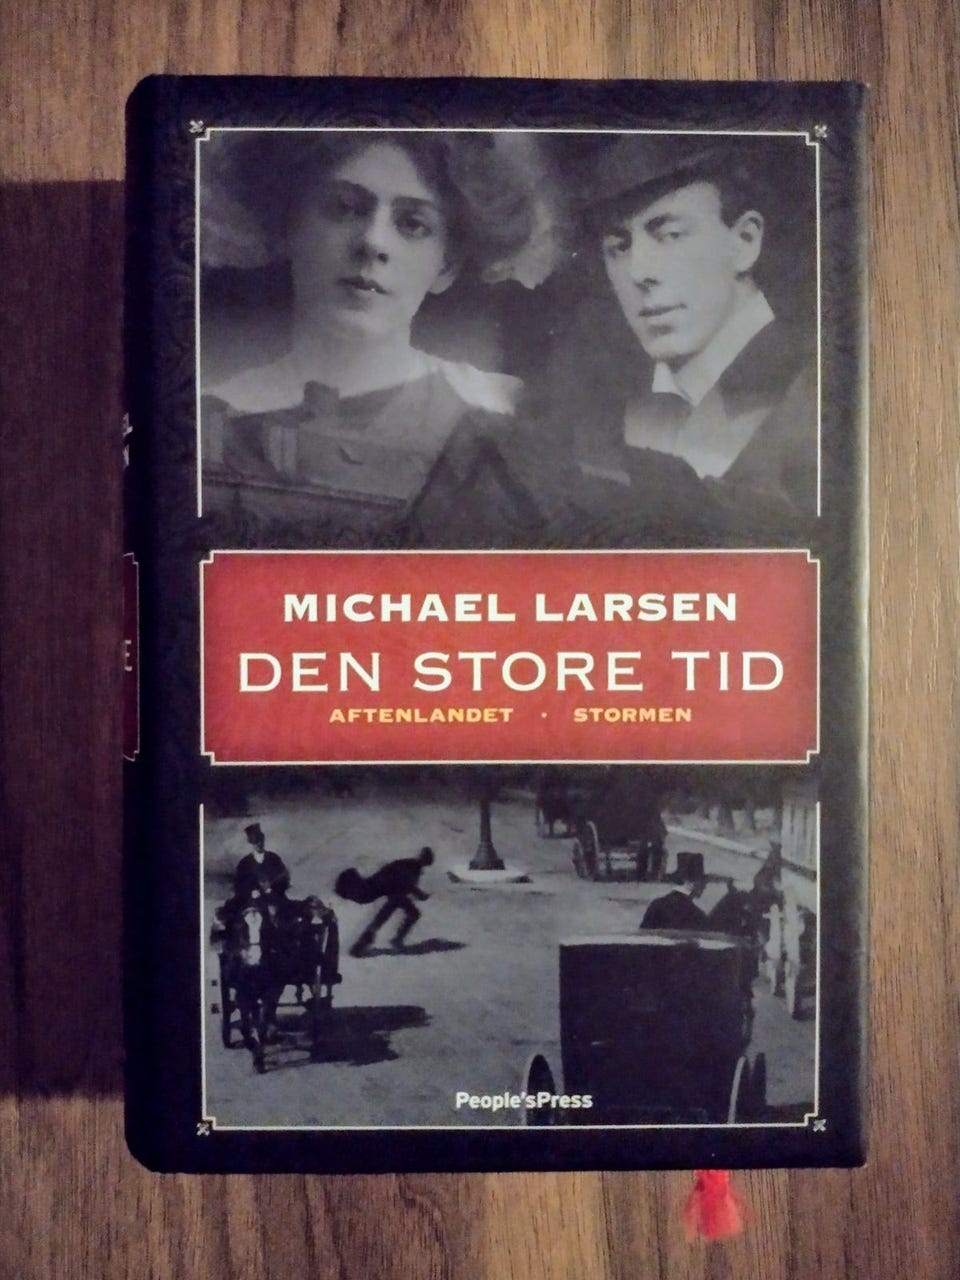 MICHAEL LARSEN
DEN STORE TID
AFTENLANDET · STORMEN
People'sPress